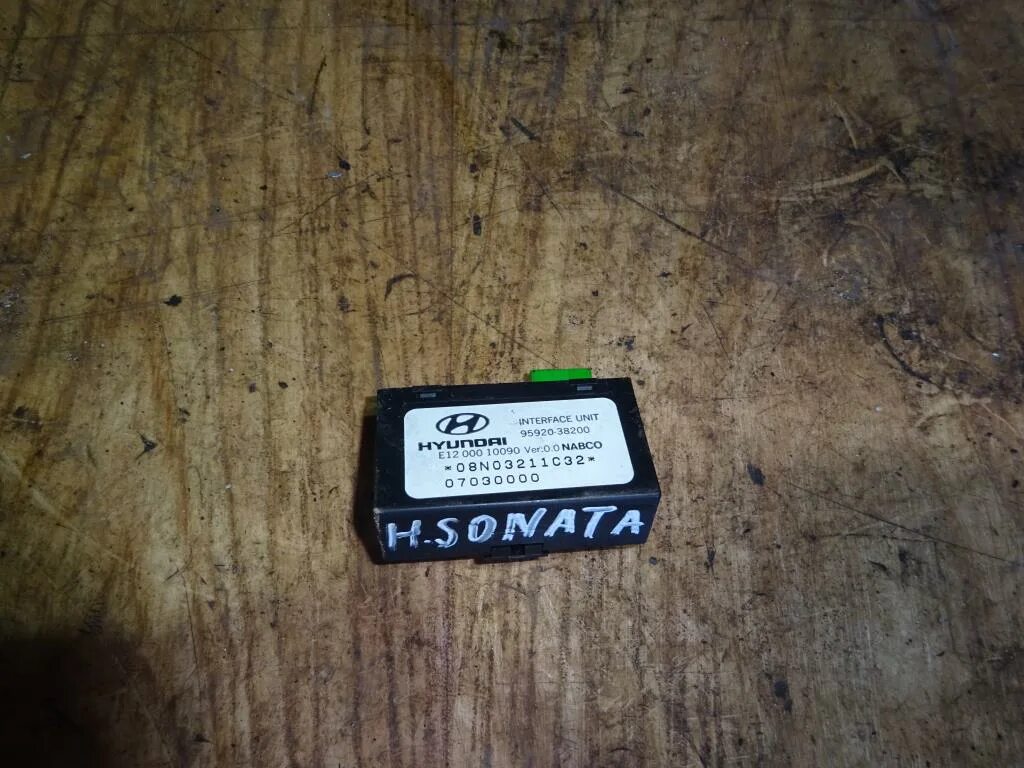 INTERFACE UNIT
95920-38200
HYUNDAI
E12 000 10090 Ver:0.0 NABCO
*08N03211C32*
07030000
H.SONATA